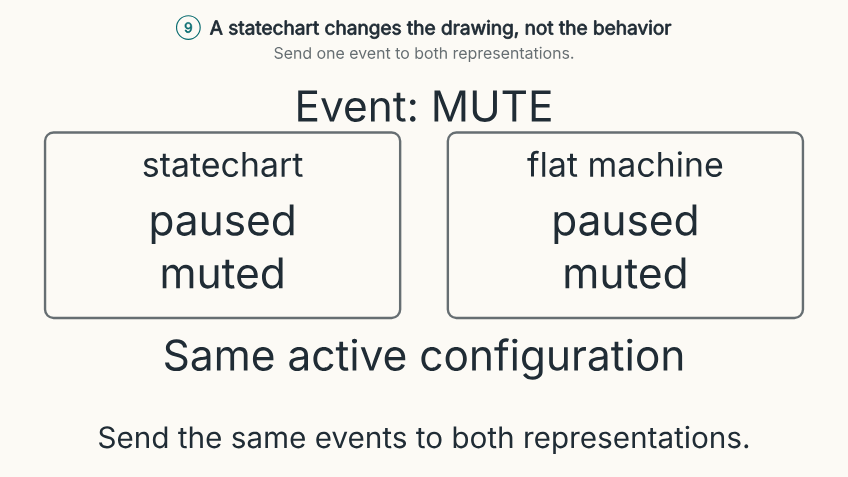 9 A statechart changes the drawing, not the behavior
Send one event to both representations.
Event: MUTE
statechart
paused
muted
flat machine
paused
muted
Same active configuration
Send the same events to both representations.